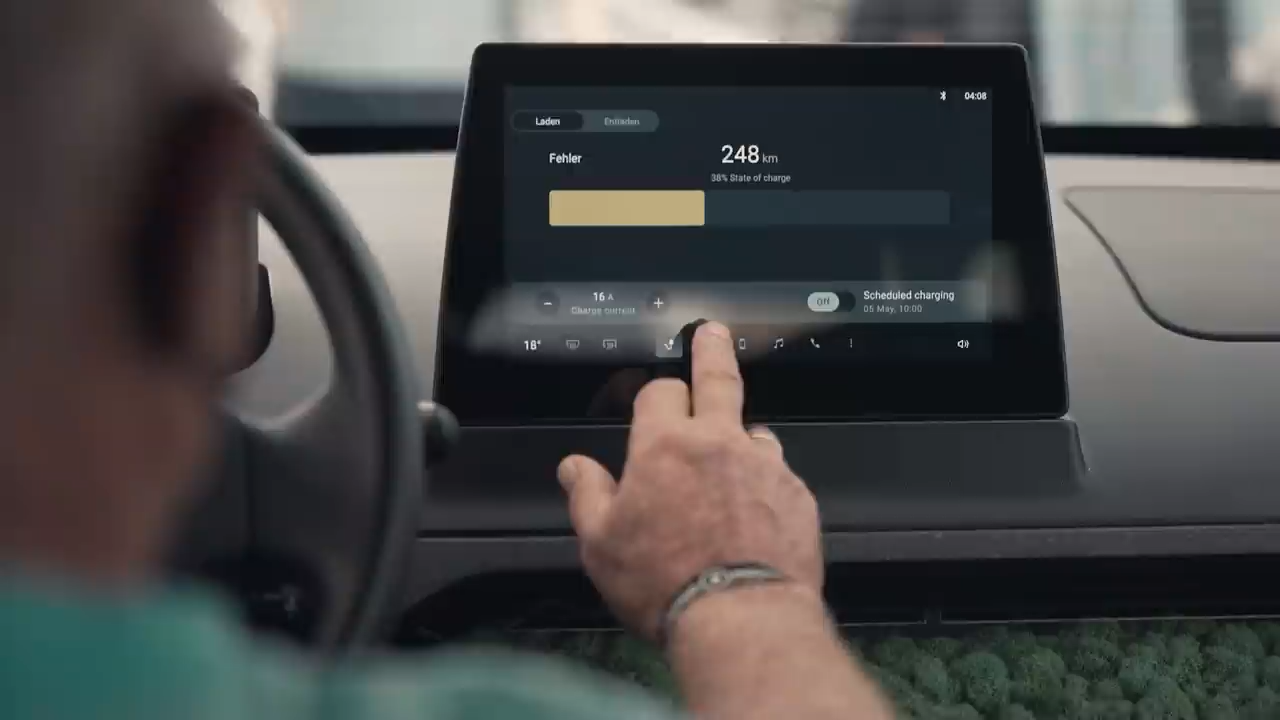 04:08
Laden Entladen
Fehler
248 km
38% State of charge
16 A
Charge current
Off
Scheduled charging
05 May, 10:00
18°